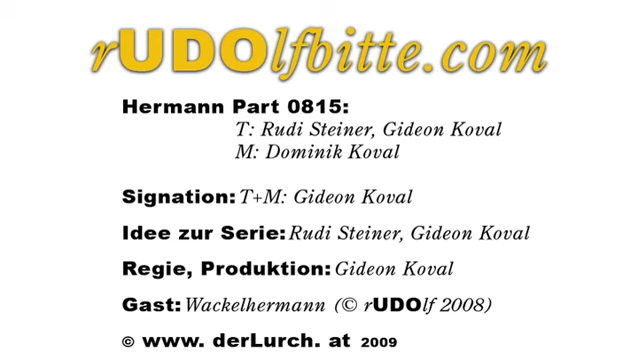 rUDOlfbitte.com
Hermann Part 0815:
T: Rudi Steiner, Gideon Koval
M: Dominik Koval
Signation: T+M: Gideon Koval
Idee zur Serie: Rudi Steiner, Gideon Koval
Regie, Produktion: Gideon Koval
Gast: Wackelhermann (© rUDOlf 2008)
© www. derLurch. at 2009